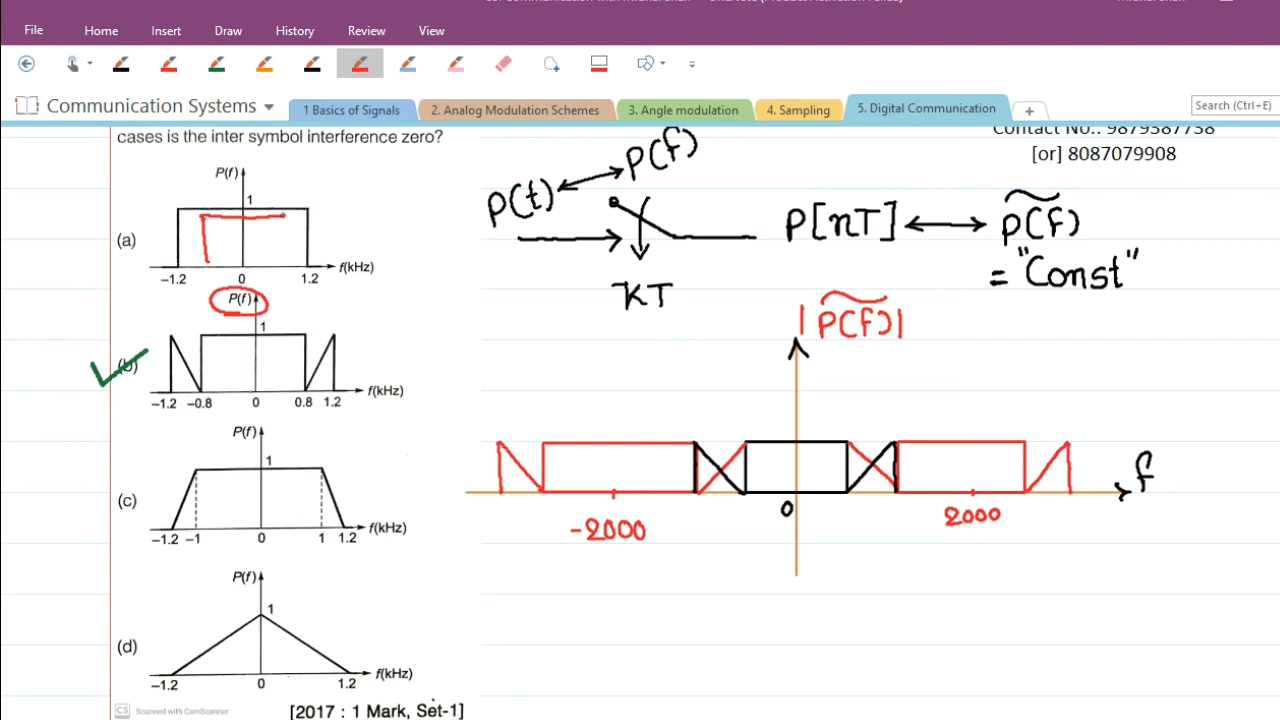 File Home Insert Draw History Review View
Communication Systems
1 Basics of Signals
2. Analog Modulation Schemes
3. Angle modulation
4. Sampling
5. Digital Communication
+
Search (Ctrl+E)
cases is the inter symbol interference zero?
Contact No.: 9879387738
[or] 8087079908
(a)
P(f)
1
f(kHz)
−1.2 0 1.2
(b)
P(f)
1
f(kHz)
−1.2 −0.8 0 0.8 1.2
(c)
P(f)
1
f(kHz)
−1.2 −1 0 1 1.2
(d)
P(f)
1
f(kHz)
−1.2 0 1.2
CS Scanned with CamScanner
[2017 : 1 Mark, Set-1]
P(t) ↔ P(f)
KT
P[nT] ↔ P̃(f)
= "Const"
|P̃(f)|
f
-2000 0 2000